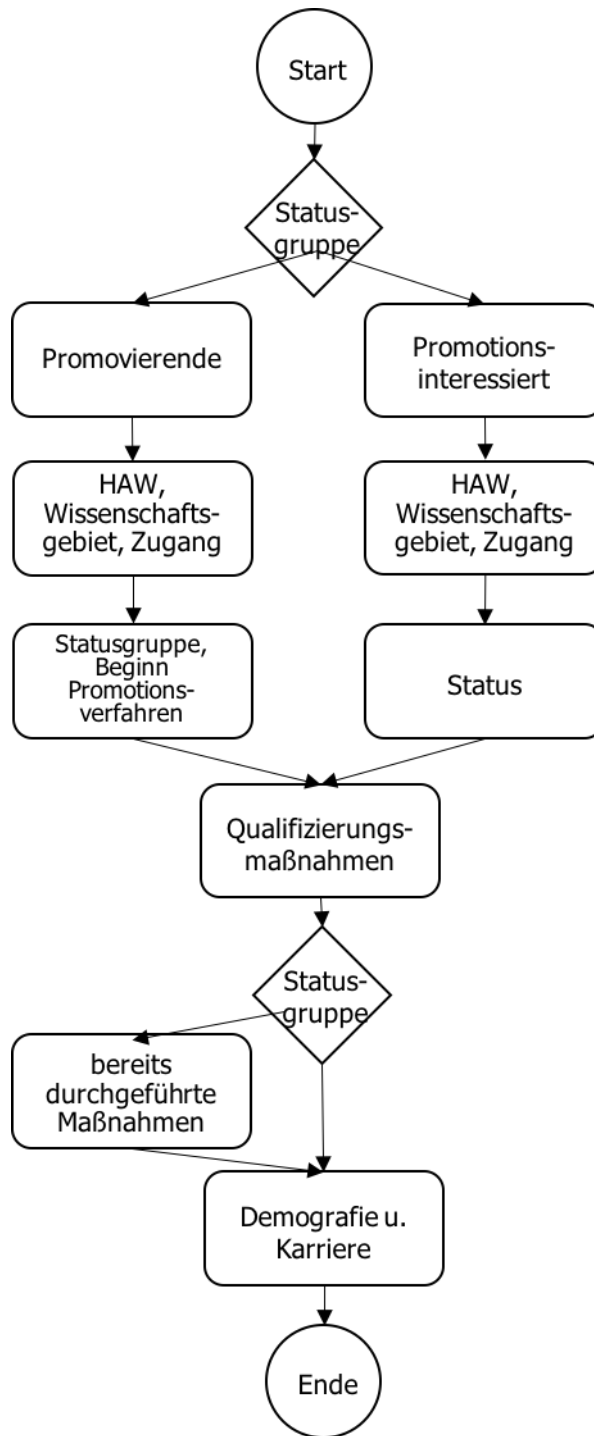 Start
Status-
gruppe
Promovierende
Promotions-
interessiert
HAW,
Wissenschafts-
gebiet, Zugang
HAW,
Wissenschafts-
gebiet, Zugang
Statusgruppe,
Beginn
Promotions-
verfahren
Status
Qualifizierungs-
maßnahmen
Status-
gruppe
bereits
durchgeführte
Maßnahmen
Demografie u.
Karriere
Ende